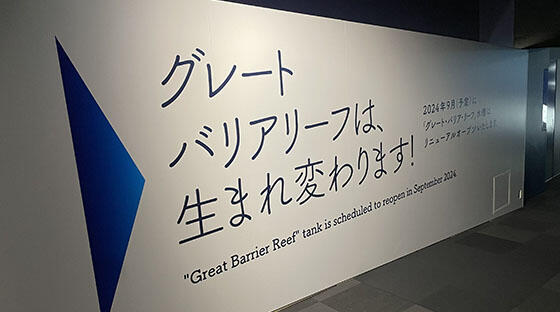 グレート
バリアリーフは、
生まれ変わります!
2024年9月(予定)に
「グレート・バリア・リーフ」水槽は
リニューアルオープンいたします。
"Great Barrier Reef" tank is scheduled to reopen in September 2024.